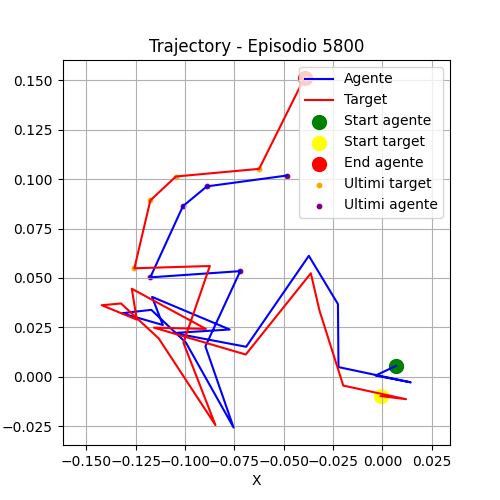 Trajectory - Episodio 5800
0.150
0.125
0.100
0.075
0.050
0.025
0.000
−0.025
Agente
Target
Start agente
Start target
End agente
Ultimi target
Ultimi agente
−0.150 −0.125 −0.100 −0.075 −0.050 −0.025 0.000 0.025
X